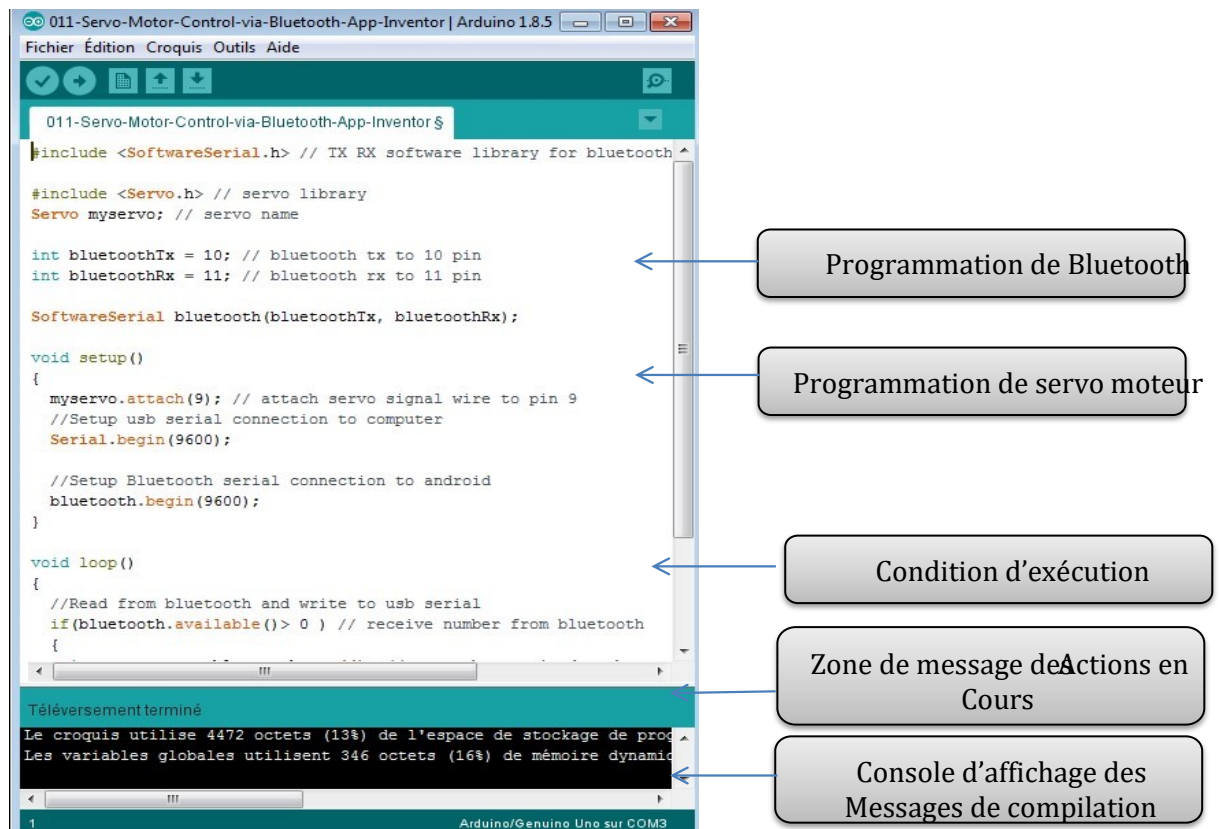 011-Servo-Motor-Control-via-Bluetooth-App-Inventor | Arduino 1.8.5
Fichier Édition Croquis Outils Aide
011-Servo-Motor-Control-via-Bluetooth-App-Inventor §
#include <SoftwareSerial.h> // TX RX software library for bluetooth
#include <Servo.h> // servo library
Servo myservo; // servo name
int bluetoothTx = 10; // bluetooth tx to 10 pin
int bluetoothRx = 11; // bluetooth rx to 11 pin
SoftwareSerial bluetooth(bluetoothTx, bluetoothRx);
void setup()
{
myservo.attach(9); // attach servo signal wire to pin 9
//Setup usb serial connection to computer
Serial.begin(9600);
//Setup Bluetooth serial connection to android
bluetooth.begin(9600);
}
void loop()
{
//Read from bluetooth and write to usb serial
if(bluetooth.available()> 0 ) // receive number from bluetooth
{
Téléversement terminé
Le croquis utilise 4472 octets (13%) de l'espace de stockage de prog
Les variables globales utilisent 346 octets (16%) de mémoire dynamic
1
Arduino/Genuino Uno sur COM3
Programmation de Bluetooth
Programmation de servo moteur
Condition d'exécution
Zone de message des Actions en
Cours
Console d'affichage des
Messages de compilation